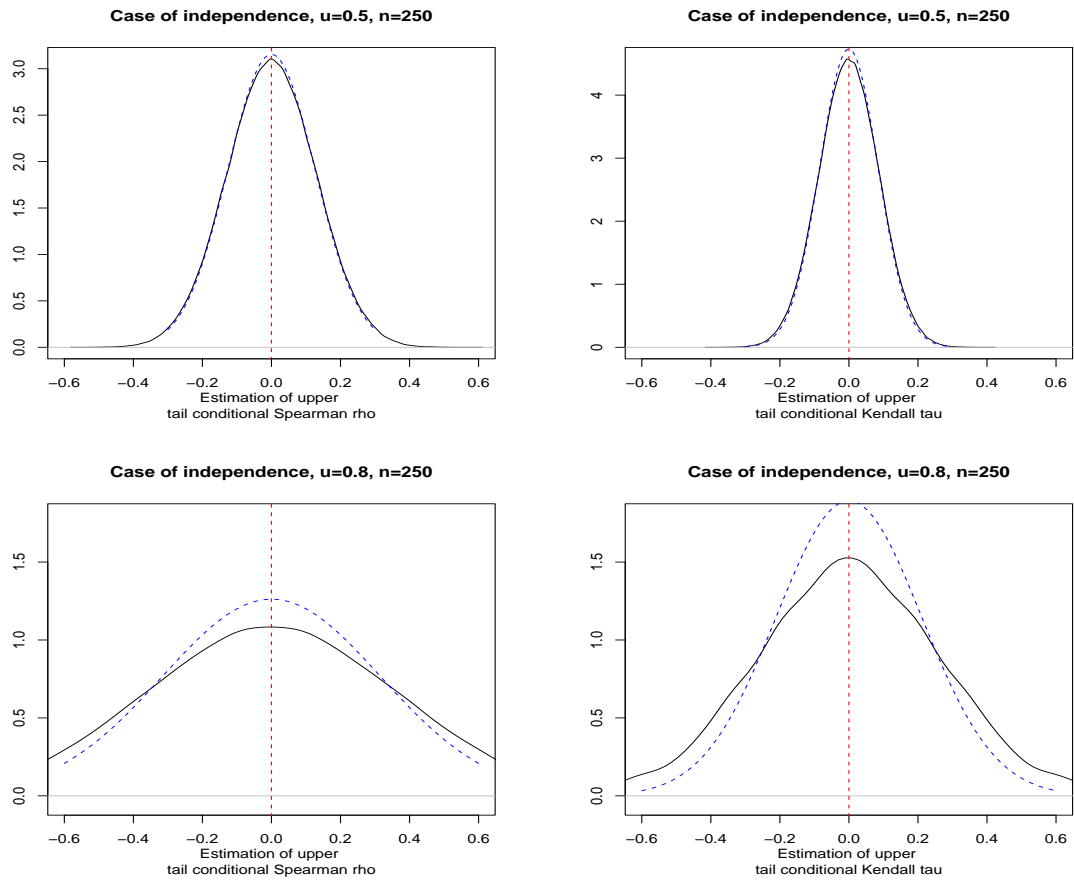 Case of independence, u=0.5, n=250
3.0
2.5
2.0
1.5
1.0
0.5
0.0
−0.6 −0.4 −0.2 0.0 0.2 0.4 0.6
Estimation of upper
tail conditional Spearman rho
Case of independence, u=0.5, n=250
4
3
2
1
0
−0.6 −0.4 −0.2 0.0 0.2 0.4 0.6
Estimation of upper
tail conditional Kendall tau
Case of independence, u=0.8, n=250
1.5
1.0
0.5
0.0
−0.6 −0.4 −0.2 0.0 0.2 0.4 0.6
Estimation of upper
tail conditional Spearman rho
Case of independence, u=0.8, n=250
1.5
1.0
0.5
0.0
−0.6 −0.4 −0.2 0.0 0.2 0.4 0.6
Estimation of upper
tail conditional Kendall tau